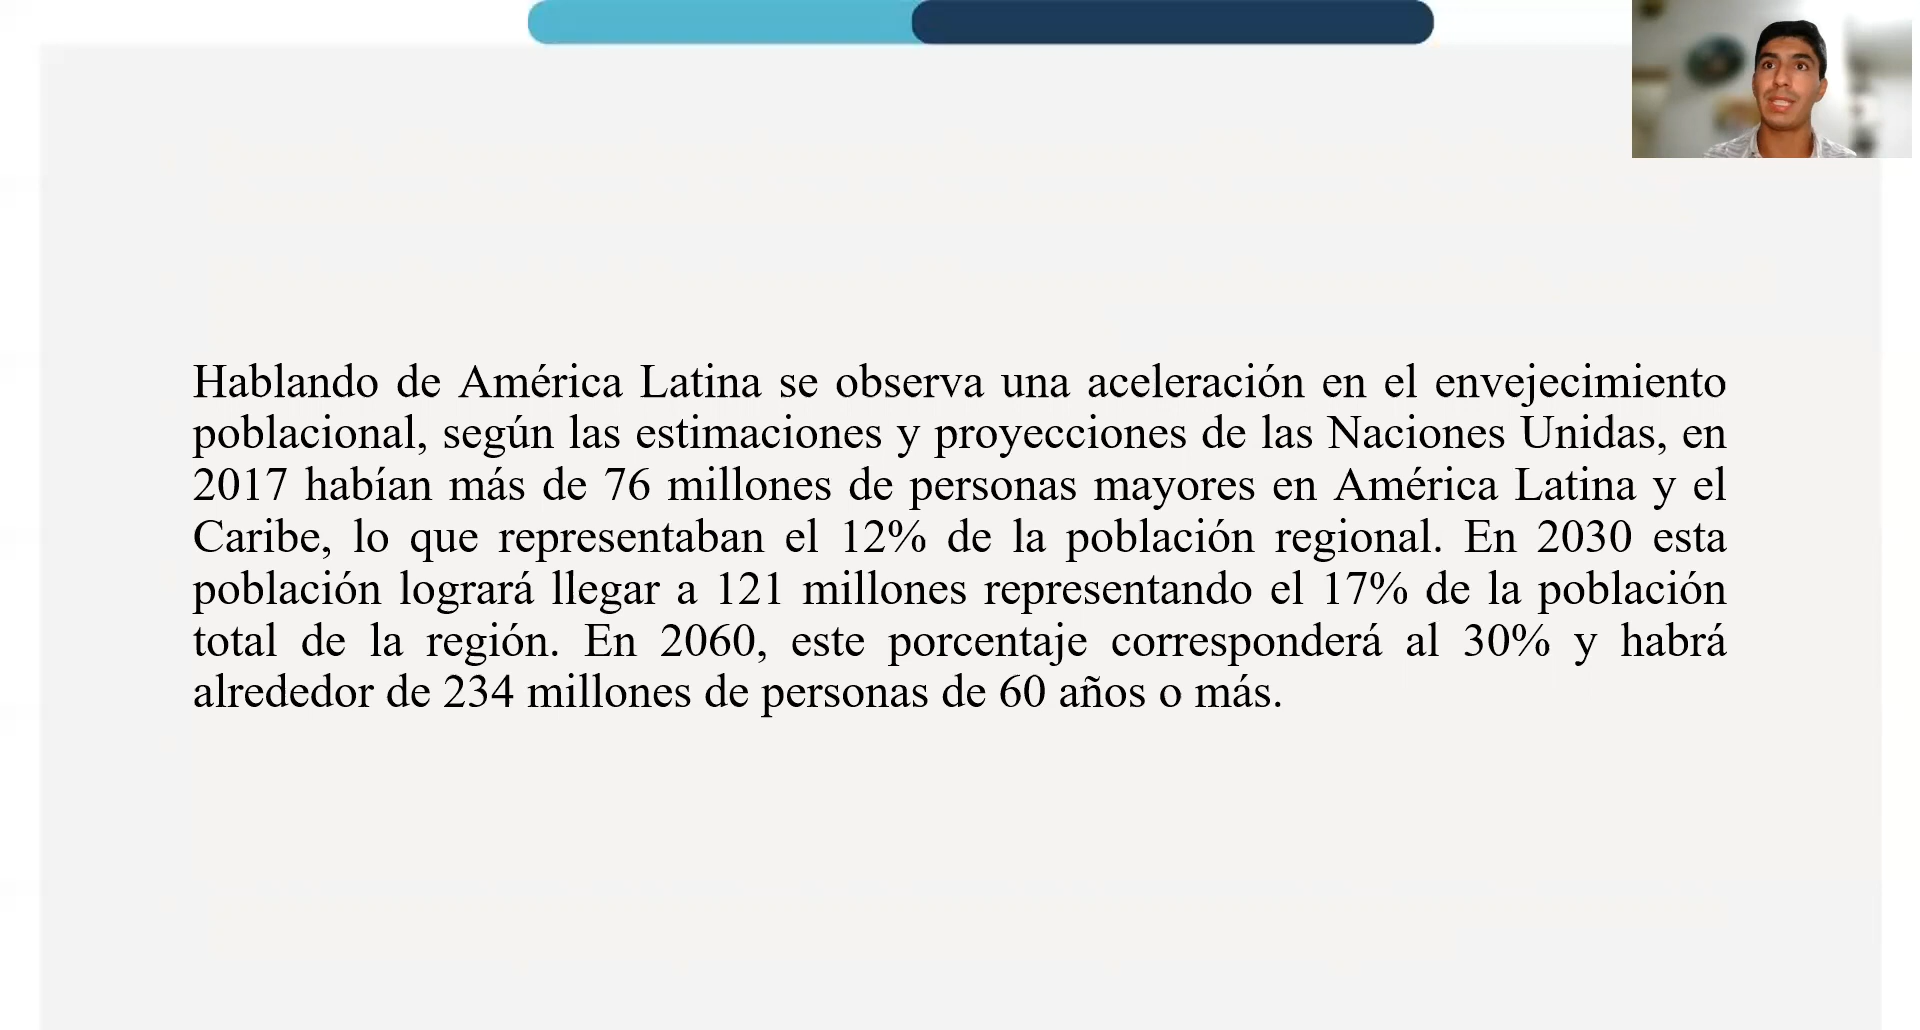 Hablando de América Latina se observa una aceleración en el envejecimiento
poblacional, según las estimaciones y proyecciones de las Naciones Unidas, en
2017 habían más de 76 millones de personas mayores en América Latina y el
Caribe, lo que representaban el 12% de la población regional. En 2030 esta
población logrará llegar a 121 millones representando el 17% de la población
total de la región. En 2060, este porcentaje corresponderá al 30% y habrá
alrededor de 234 millones de personas de 60 años o más.